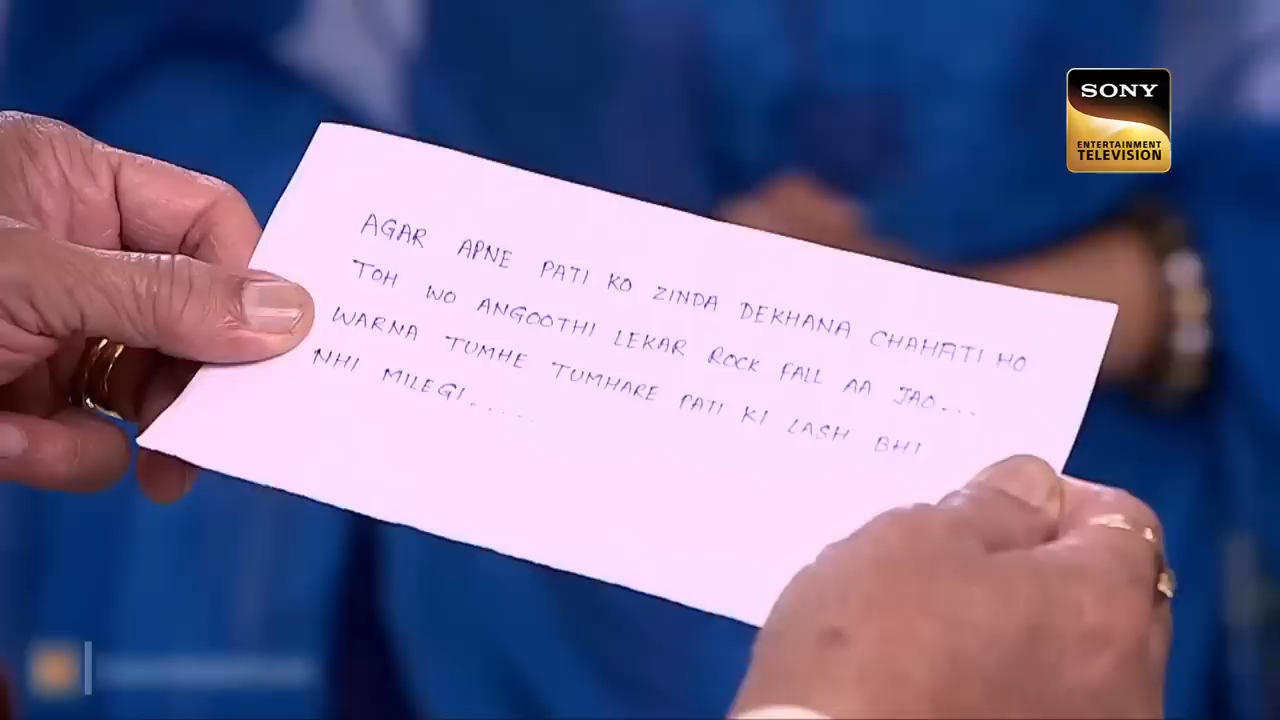 SONY
ENTERTAINMENT
TELEVISION
AGAR APNE PATI KO ZINDA DEKHANA CHAHATI HO
TOH WO ANGOOTHI LEKAR ROCK FALL AA JAO...
WARNA TUMHE TUMHARE PATI KI LASH BHI
NHI MILEGI......